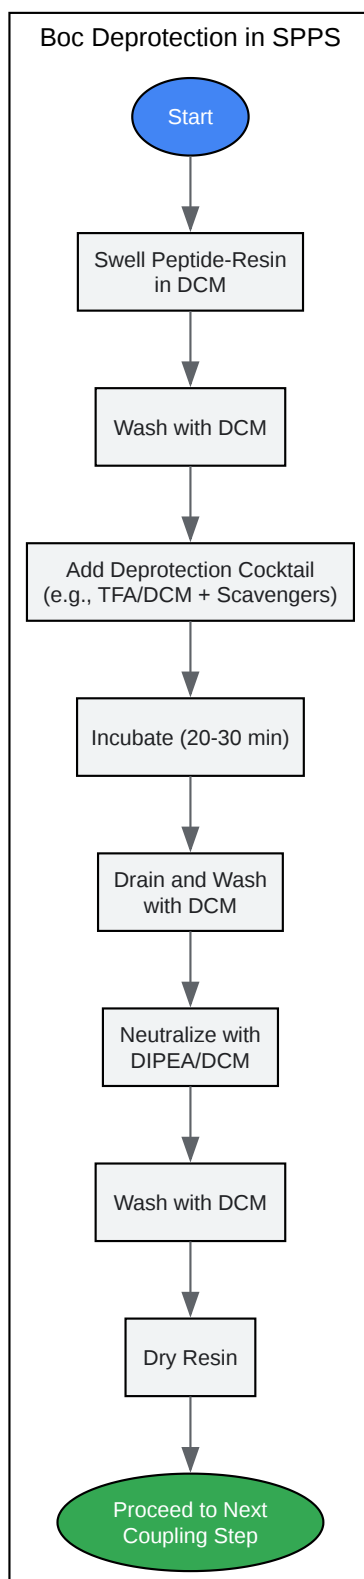 Boc Deprotection in SPPS
Start
Swell Peptide-Resin
in DCM
Wash with DCM
Add Deprotection Cocktail
(e.g., TFA/DCM + Scavengers)
Incubate (20-30 min)
Drain and Wash
with DCM
Neutralize with
DIPEA/DCM
Wash with DCM
Dry Resin
Proceed to Next
Coupling Step